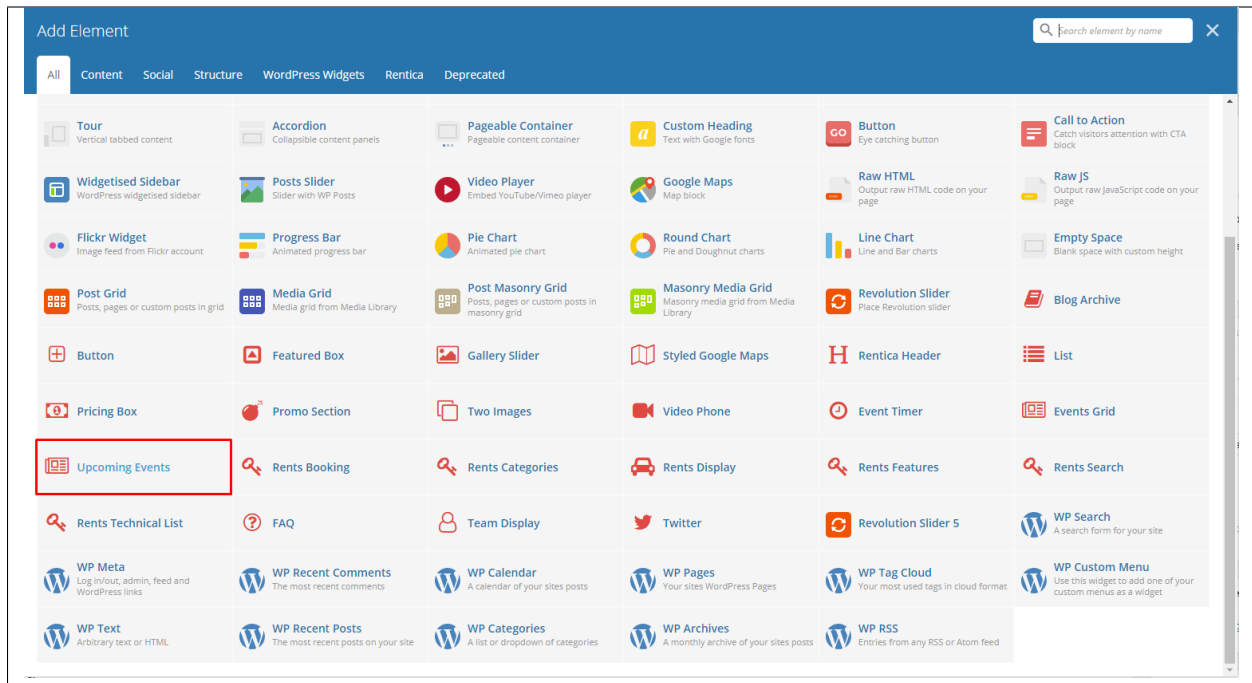 Add Element
Search element by name
All Content Social Structure WordPress Widgets Rentica Deprecated
Tour
Vertical tabbed content
Accordion
Collapsible content panels
Pageable Container
Pageable content container
a
Custom Heading
Text with Google fonts
GO
Button
Eye catching button
Call to Action
Catch visitors attention with CTA
block
Widgetised Sidebar
WordPress widgetised sidebar
Posts Slider
Slider with WP Posts
Video Player
Embed YouTube/Vimeo player
Google Maps
Map block
Raw HTML
Output raw HTML code on your
page
Raw JS
Output raw JavaScript code on your
page
Flickr Widget
Image feed from Flickr account
Progress Bar
Animated progress bar
Pie Chart
Animated pie chart
Round Chart
Pie and Doughnut charts
Line Chart
Line and Bar charts
Empty Space
Blank space with custom height
Post Grid
Posts, pages or custom posts in grid
Media Grid
Media grid from Media Library
Post Masonry Grid
Posts, pages or custom posts in
masonry grid
Masonry Media Grid
Masonry media grid from Media
Library
Revolution Slider
Place Revolution slider
Blog Archive
Button
Featured Box
Gallery Slider
Styled Google Maps
H Rentica Header
List
Pricing Box
Promo Section
Two Images
Video Phone
Event Timer
Events Grid
Upcoming Events
Rents Booking
Rents Categories
Rents Display
Rents Features
Rents Search
Rents Technical List
FAQ
Team Display
Twitter
Revolution Slider 5
WP Search
A search form for your site
WP Meta
Log in/out, admin, feed and
WordPress links
WP Recent Comments
The most recent comments
WP Calendar
A calendar of your sites posts
WP Pages
Your sites WordPress Pages
WP Tag Cloud
Your most used tags in cloud format
WP Custom Menu
Use this widget to add one of your
custom menus as a widget
WP Text
Arbitrary text or HTML
WP Recent Posts
The most recent posts on your site
WP Categories
A list or dropdown of categories
WP Archives
A monthly archive of your sites posts
WP RSS
Entries from any RSS or Atom feed